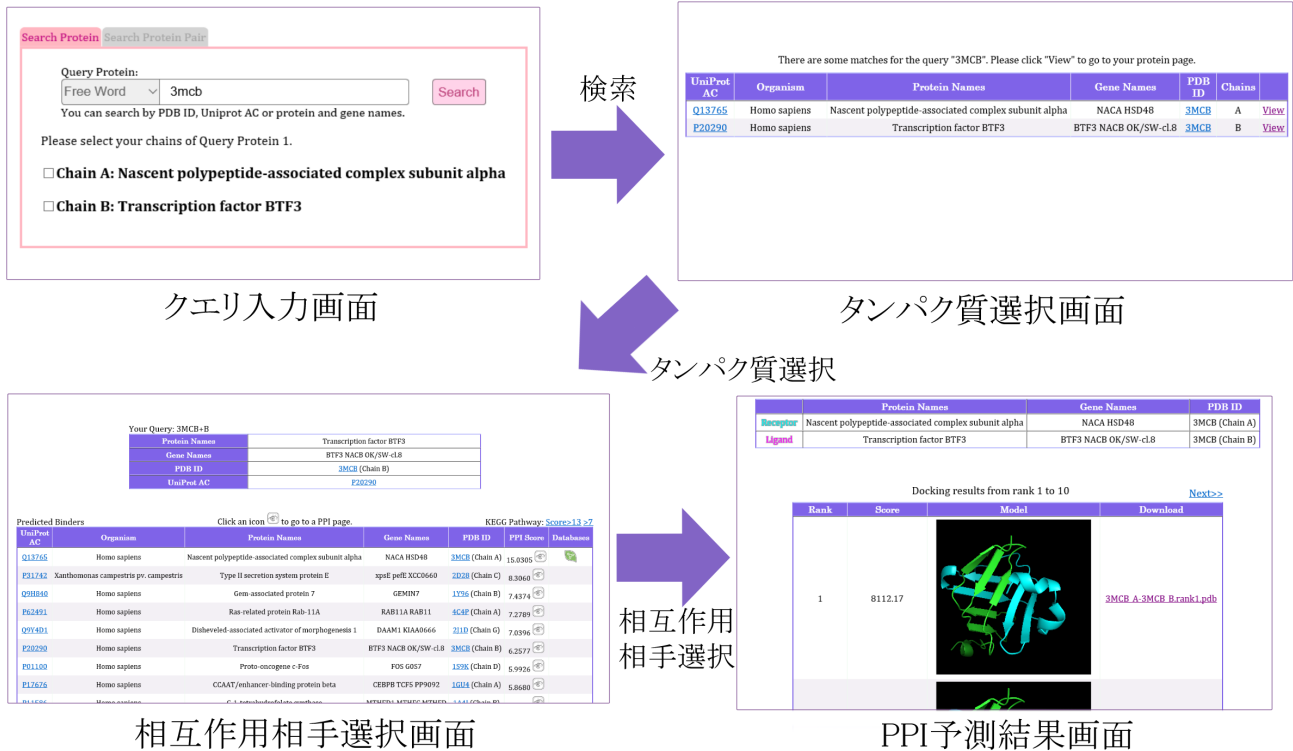 Search Protein Search Protein Pair
Query Protein:
Free Word 3mcb Search
You can search by PDB ID, Uniprot AC or protein and gene names.
Please select your chains of Query Protein 1.
Chain A: Nascent polypeptide-associated complex subunit alpha
Chain B: Transcription factor BTF3
クエリ入力画面
検索
There are some matches for the query "3MCB". Please click "View" to go to your protein page.
UniProt AC Organism Protein Names Gene Names PDB ID Chains
Q13765 Homo sapiens Nascent polypeptide-associated complex subunit alpha NACA HSD48 3MCB A View
P20290 Homo sapiens Transcription factor BTF3 BTF3 NACB OK/SW-cl.8 3MCB B View
タンパク質選択画面
タンパク質選択
Your Query: 3MCB+B
Protein Names Transcription factor BTF3
Gene Names BTF3 NACB OK/SW-cl.8
PDB ID 3MCB (Chain B)
UniProt AC P20290
Predicted Binders Click an icon to go to a PPI page. KEGG Pathway: Score>13 >7
UniProt AC Organism Protein Names Gene Names PDB ID PPI Score Databases
Q13765 Homo sapiens Nascent polypeptide-associated complex subunit alpha NACA HSD48 3MCB (Chain A) 15.0305
P31742 Xanthomonas campestris pv. campestris Type II secretion system protein E xpsE pefE XCC0660 2D28 (Chain C) 8.3060
Q9H840 Homo sapiens Gem-associated protein 7 GEMIN7 1Y96 (Chain B) 7.4374
P62491 Homo sapiens Ras-related protein Rab-11A RAB11A RAB11 4C4P (Chain A) 7.2789
Q9Y4D1 Homo sapiens Disheveled-associated activator of morphogenesis 1 DAAM1 KIAA0666 2J1D (Chain G) 7.0396
P20290 Homo sapiens Transcription factor BTF3 BTF3 NACB OK/SW-cl.8 3MCB (Chain B) 6.2577
P01100 Homo sapiens Proto-oncogene c-Fos FOS G0S7 1S9K (Chain D) 5.9926
P17676 Homo sapiens CCAAT/enhancer-binding protein beta CEBPB TCF5 PP9092 1GU4 (Chain A) 5.8680
相互作用相手選択画面
相互作用
相手選択
Protein Names Gene Names PDB ID
Receptor Nascent polypeptide-associated complex subunit alpha NACA HSD48 3MCB (Chain A)
Ligand Transcription factor BTF3 BTF3 NACB OK/SW-cl.8 3MCB (Chain B)
Docking results from rank 1 to 10 Next>>
Rank Score Model Download
1 8112.17 3MCB A-3MCB B.rank1.pdb
PPI予測結果画面